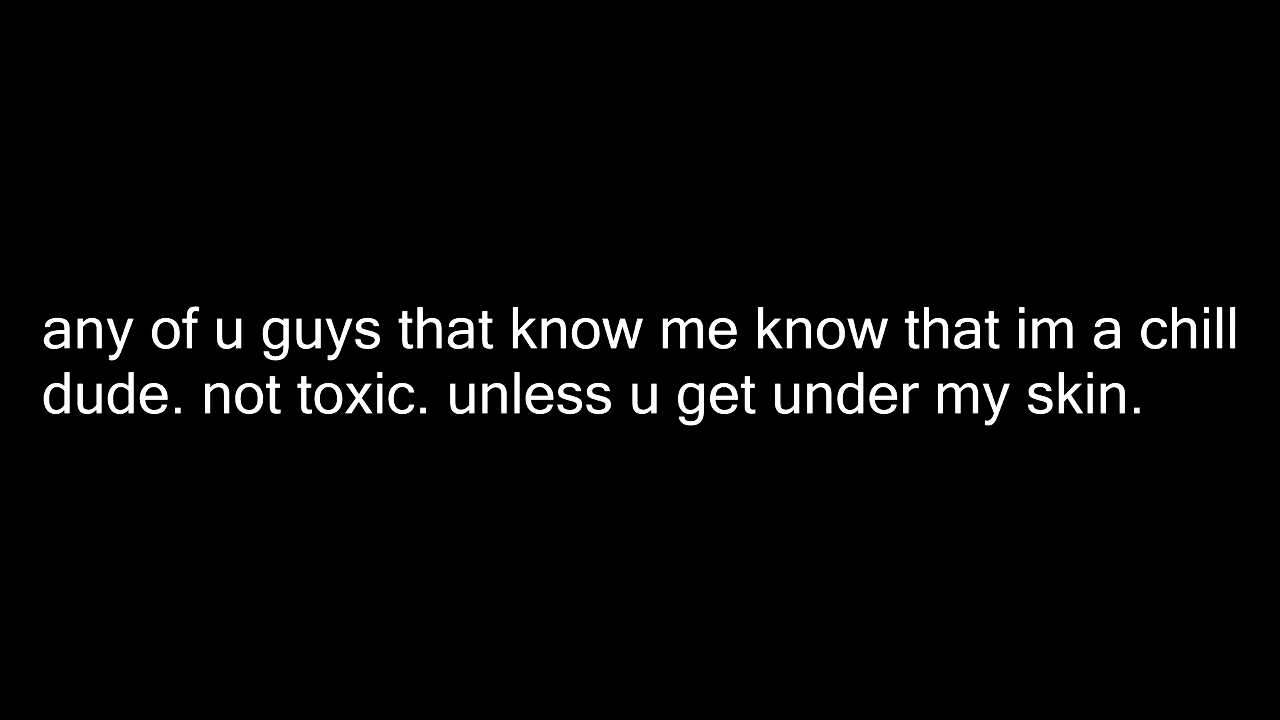 any of u guys that know me know that im a chill
dude. not toxic. unless u get under my skin.